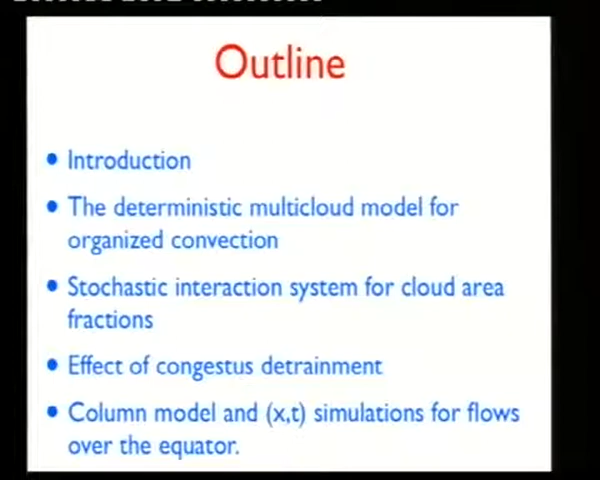 Outline
• Introduction
• The deterministic multicloud model for
organized convection
• Stochastic interaction system for cloud area
fractions
• Effect of congestus detrainment
• Column model and (x,t) simulations for flows
over the equator.